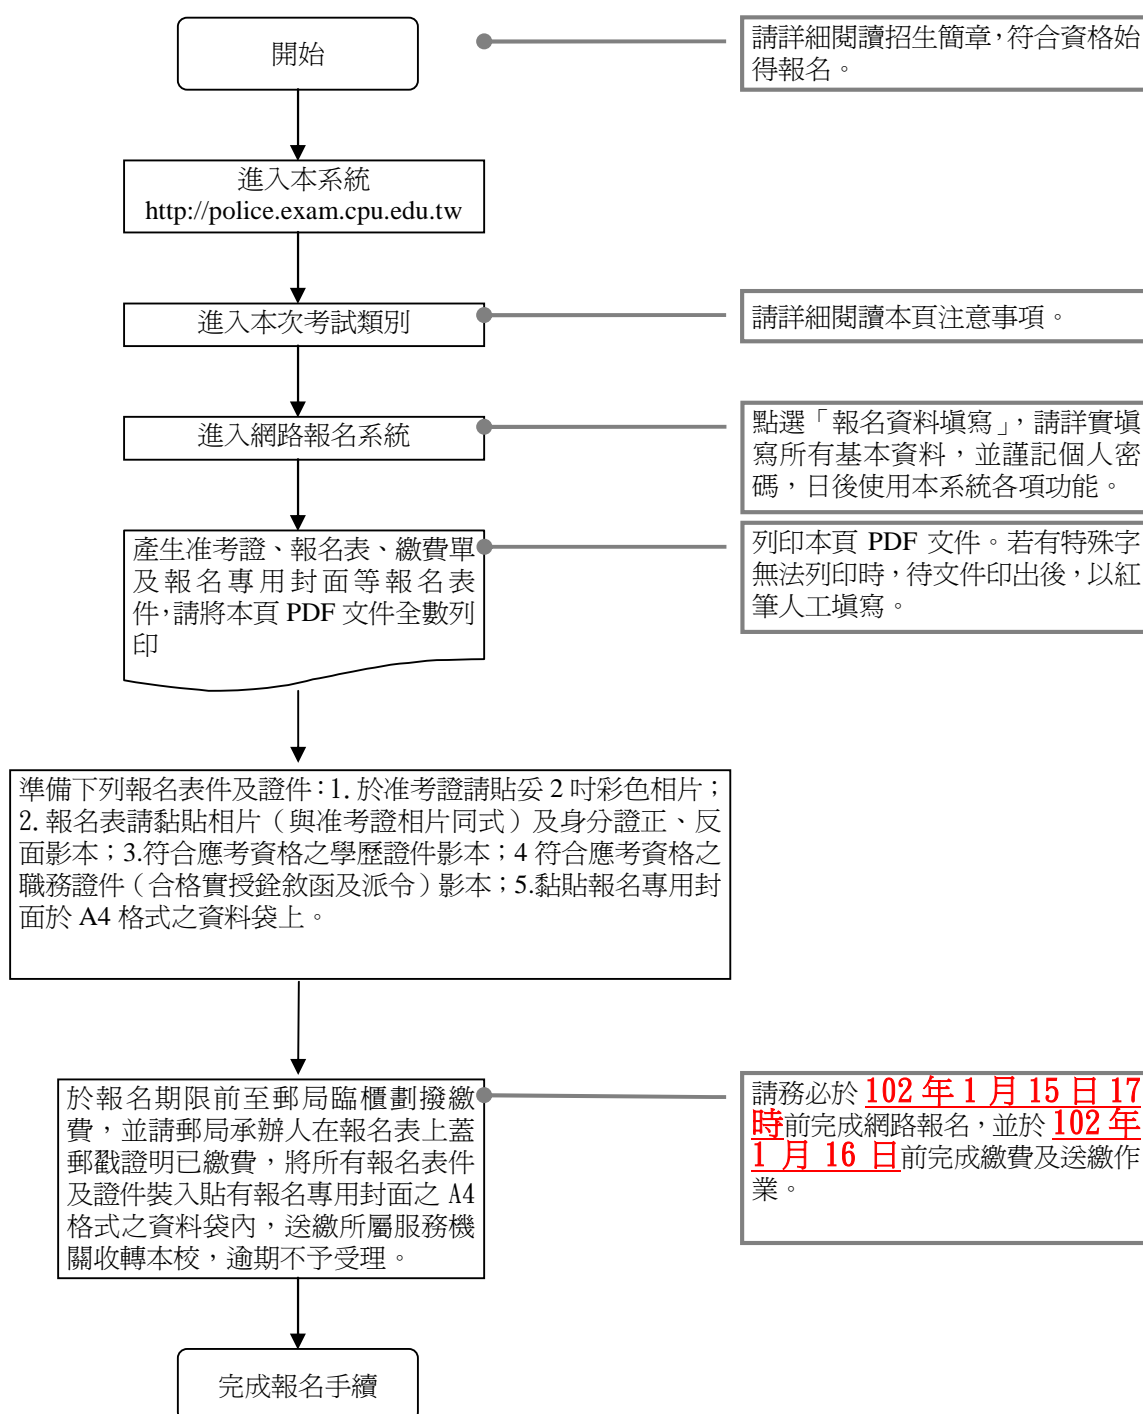 開始
請詳細閱讀招生簡章，符合資格始
得報名。
進入本系統
http://police.exam.cpu.edu.tw
進入本次考試類別
請詳細閱讀本頁注意事項。
進入網路報名系統
點選「報名資料填寫」，請詳實填
寫所有基本資料，並謹記個人密
碼，日後使用本系統各項功能。
產生准考證、報名表、繳費單
及報名專用封面等報名表
件，請將本頁 PDF 文件全數列
印
列印本頁 PDF 文件。若有特殊字
無法列印時，待文件印出後，以紅
筆人工填寫。
準備下列報名表件及證件：1. 於准考證請貼妥 2 吋彩色相片；
2. 報名表請黏貼相片（與准考證相片同式）及身分證正、反
面影本；3.符合應考資格之學歷證件影本；4 符合應考資格之
職務證件（合格實授銓敘函及派令）影本；5.黏貼報名專用封
面於 A4 格式之資料袋上。
於報名期限前至郵局臨櫃劃撥繳
費，並請郵局承辦人在報名表上蓋
郵戳證明已繳費，將所有報名表件
及證件裝入貼有報名專用封面之 A4
格式之資料袋內，送繳所屬服務機
關收轉本校，逾期不予受理。
請務必於 102 年 1 月 15 日 17
時前完成網路報名，並於 102 年
1 月 16 日前完成繳費及送繳作
業。
完成報名手續